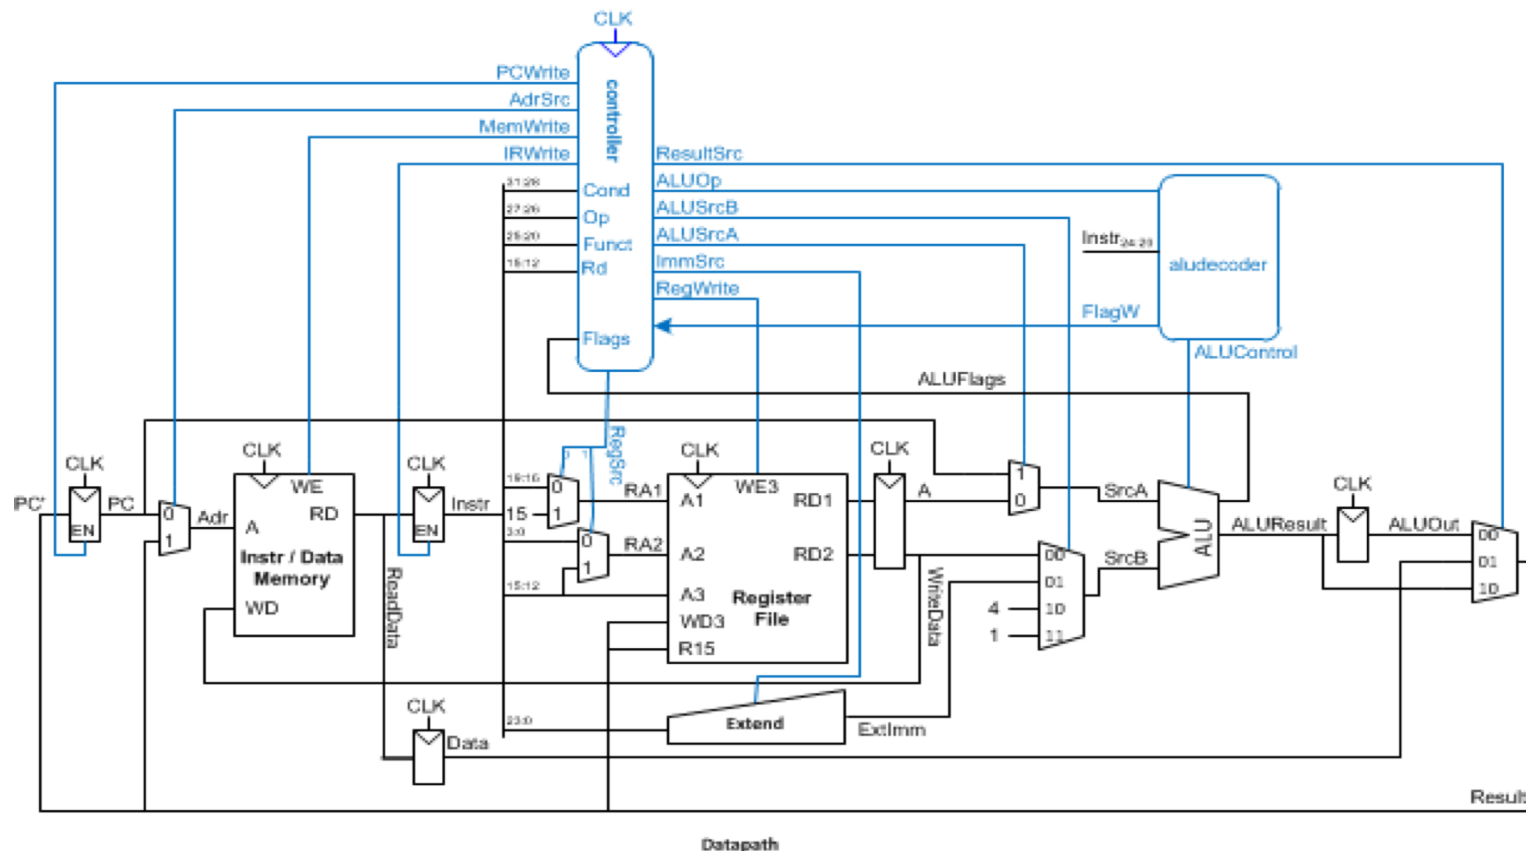 CLK
PCWrite
AdrSrc
MemWrite
IRWrite
controller
ResultSrc
ALUOp
ALUSrcB
ALUSrcA
ImmSrc
RegWrite
31:28
Cond
27:26
Op
25:20
Funct
15:12
Rd
Flags
Instr24:20
aludecoder
FlagW
ALUControl
ALUFlags
RegSrc
0 1
CLK
CLK
CLK
CLK
CLK
CLK
PC'
PC
EN
0
1
Adr
WE
RD
A
Instr / Data
Memory
WD
EN
Instr
ReadData
19:16
15
3:0
15:12
0
1
RA1
0
1
RA2
A1
WE3
RD1
A2
RD2
A3
Register
File
WD3
R15
A
WriteData
1
0
SrcA
00
01
4
10
1
11
SrcB
ALU
ALUResult
ALUOut
00
01
10
CLK
23:0
Extend
ExtImm
Data
Result
Datapath